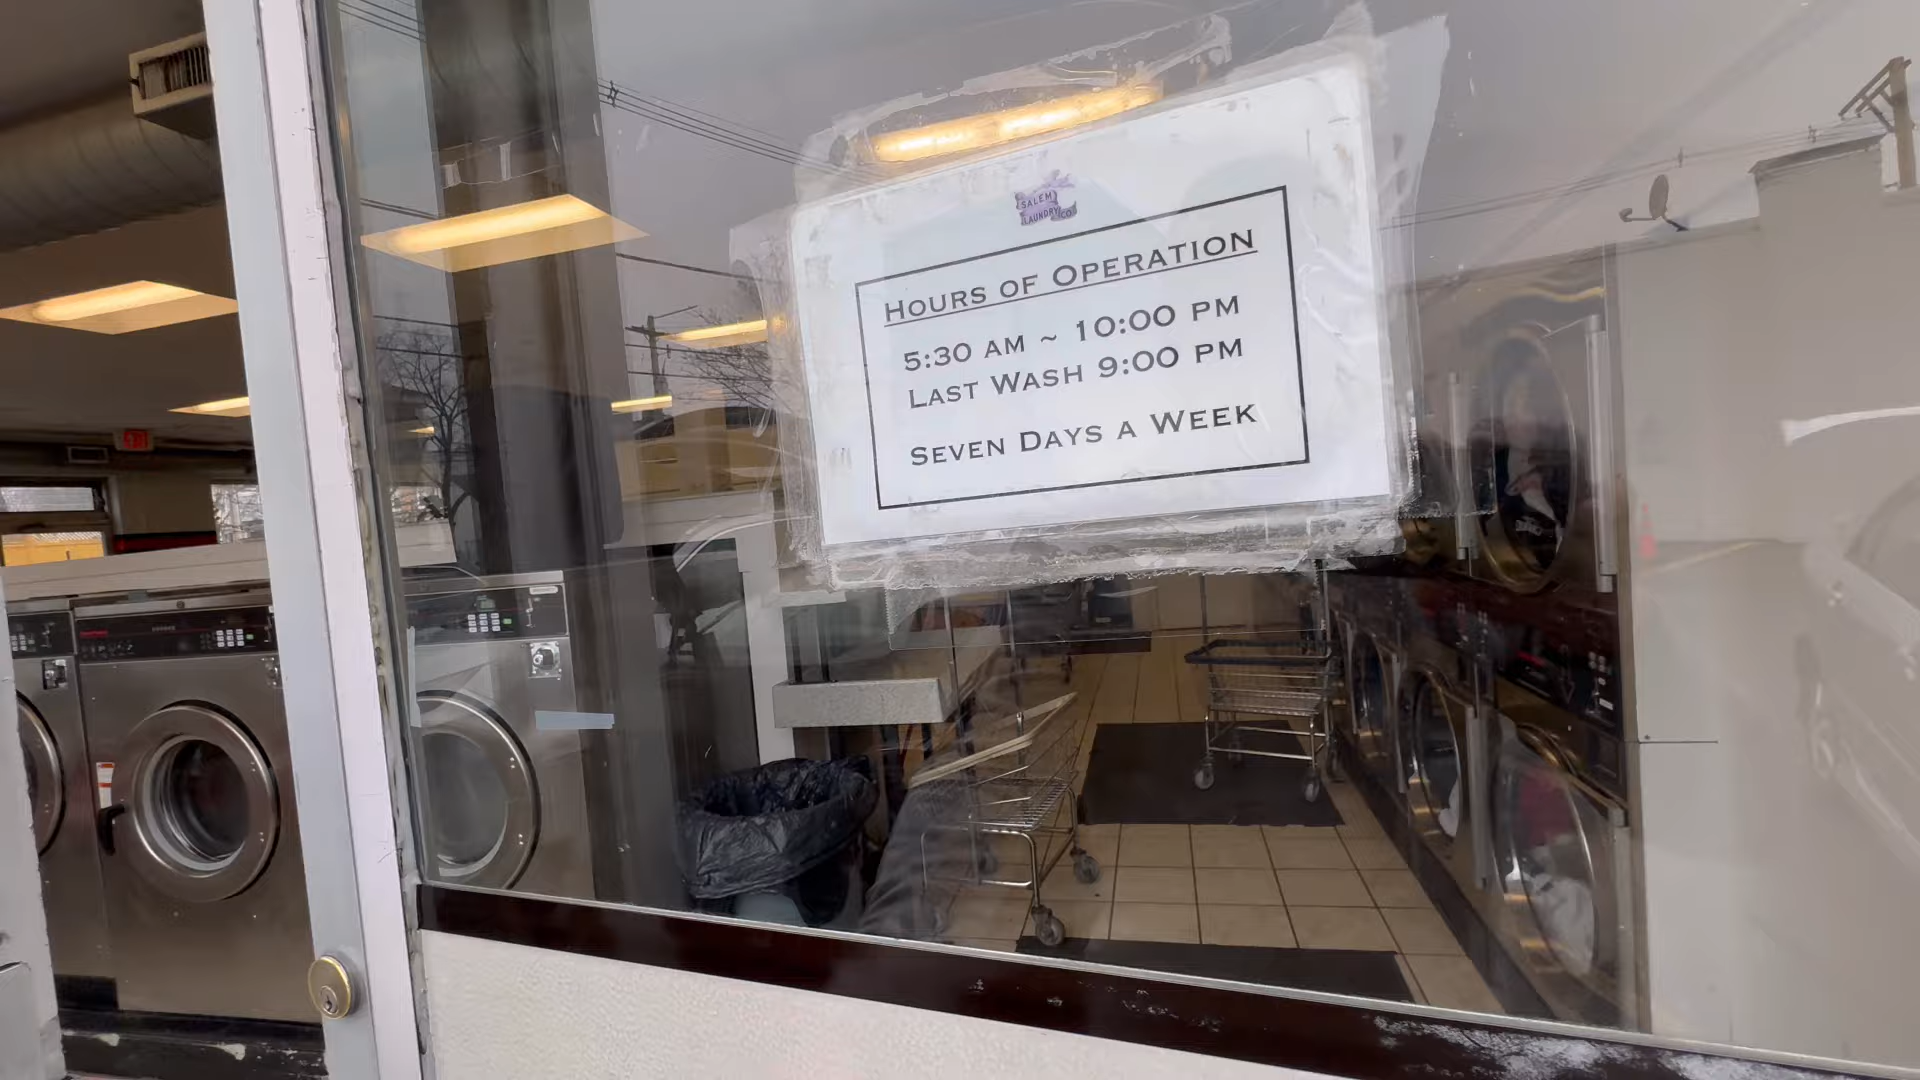 SALEM
LAUNDRY CO
HOURS OF OPERATION
5:30 AM ~ 10:00 PM
LAST WASH 9:00 PM
SEVEN DAYS A WEEK